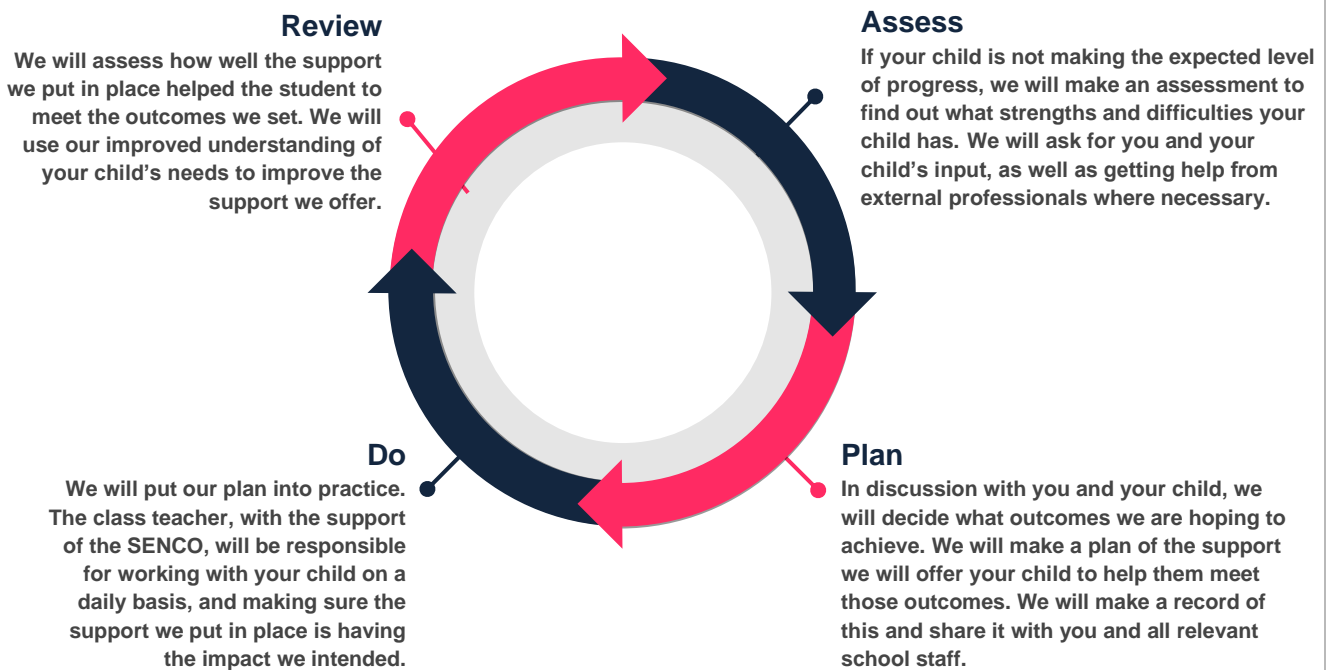 Review
We will assess how well the support
we put in place helped the student to
meet the outcomes we set. We will
use our improved understanding of
your child’s needs to improve the
support we offer.
Assess
If your child is not making the expected level
of progress, we will make an assessment to
find out what strengths and difficulties your
child has. We will ask for you and your
child’s input, as well as getting help from
external professionals where necessary.
Do
We will put our plan into practice.
The class teacher, with the support
of the SENCO, will be responsible
for working with your child on a
daily basis, and making sure the
support we put in place is having
the impact we intended.
Plan
In discussion with you and your child, we
will decide what outcomes we are hoping to
achieve. We will make a plan of the support
we will offer your child to help them meet
those outcomes. We will make a record of
this and share it with you and all relevant
school staff.